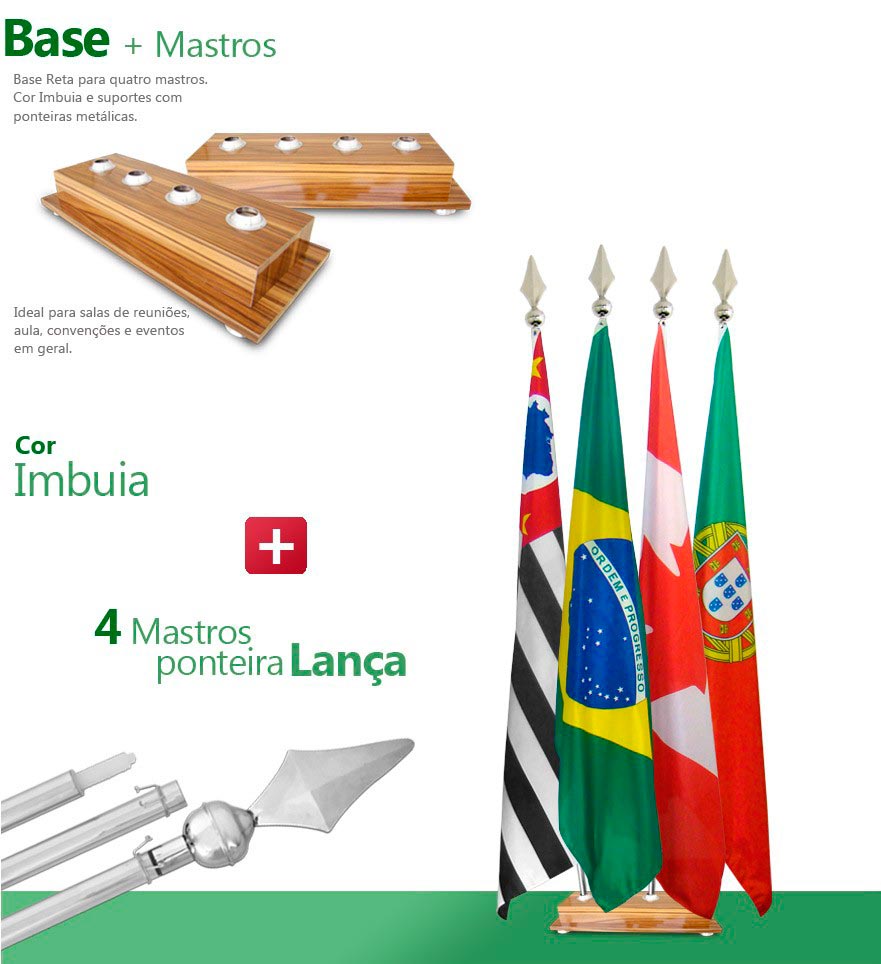 Base + Mastros
Base Reta para quatro mastros.
Cor Imbuia e suportes com
ponteiras metálicas.
Ideal para salas de reuniões,
aula, convenções e eventos
em geral.
Cor
Imbuia
4 Mastros
ponteira Lança
ORDEM E PROGRESSO